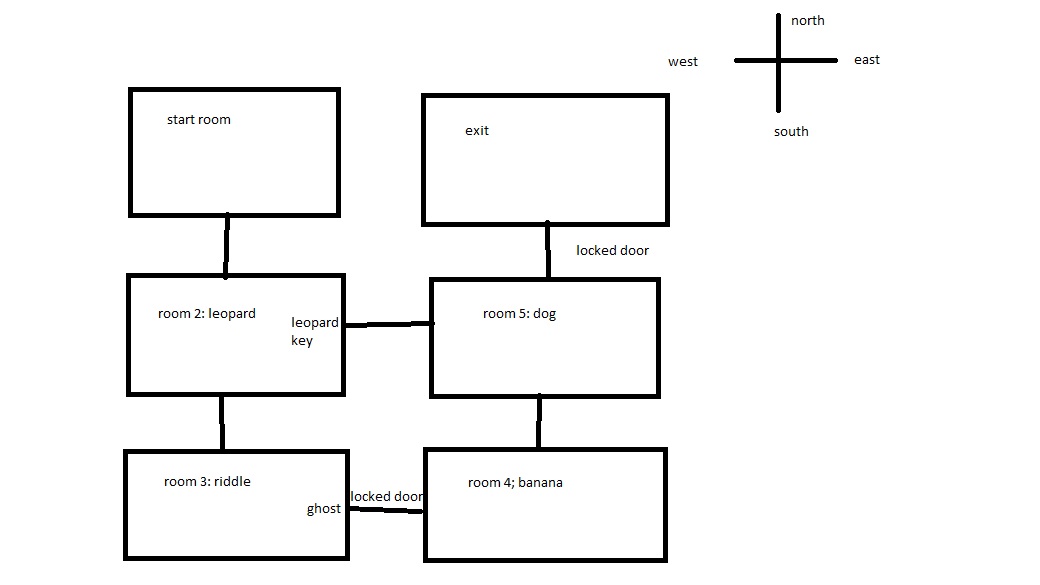 north
west
east
south
start room
exit
locked door
room 2: leopard
leopard
key
room 5: dog
room 3: riddle
ghost
locked door
room 4; banana